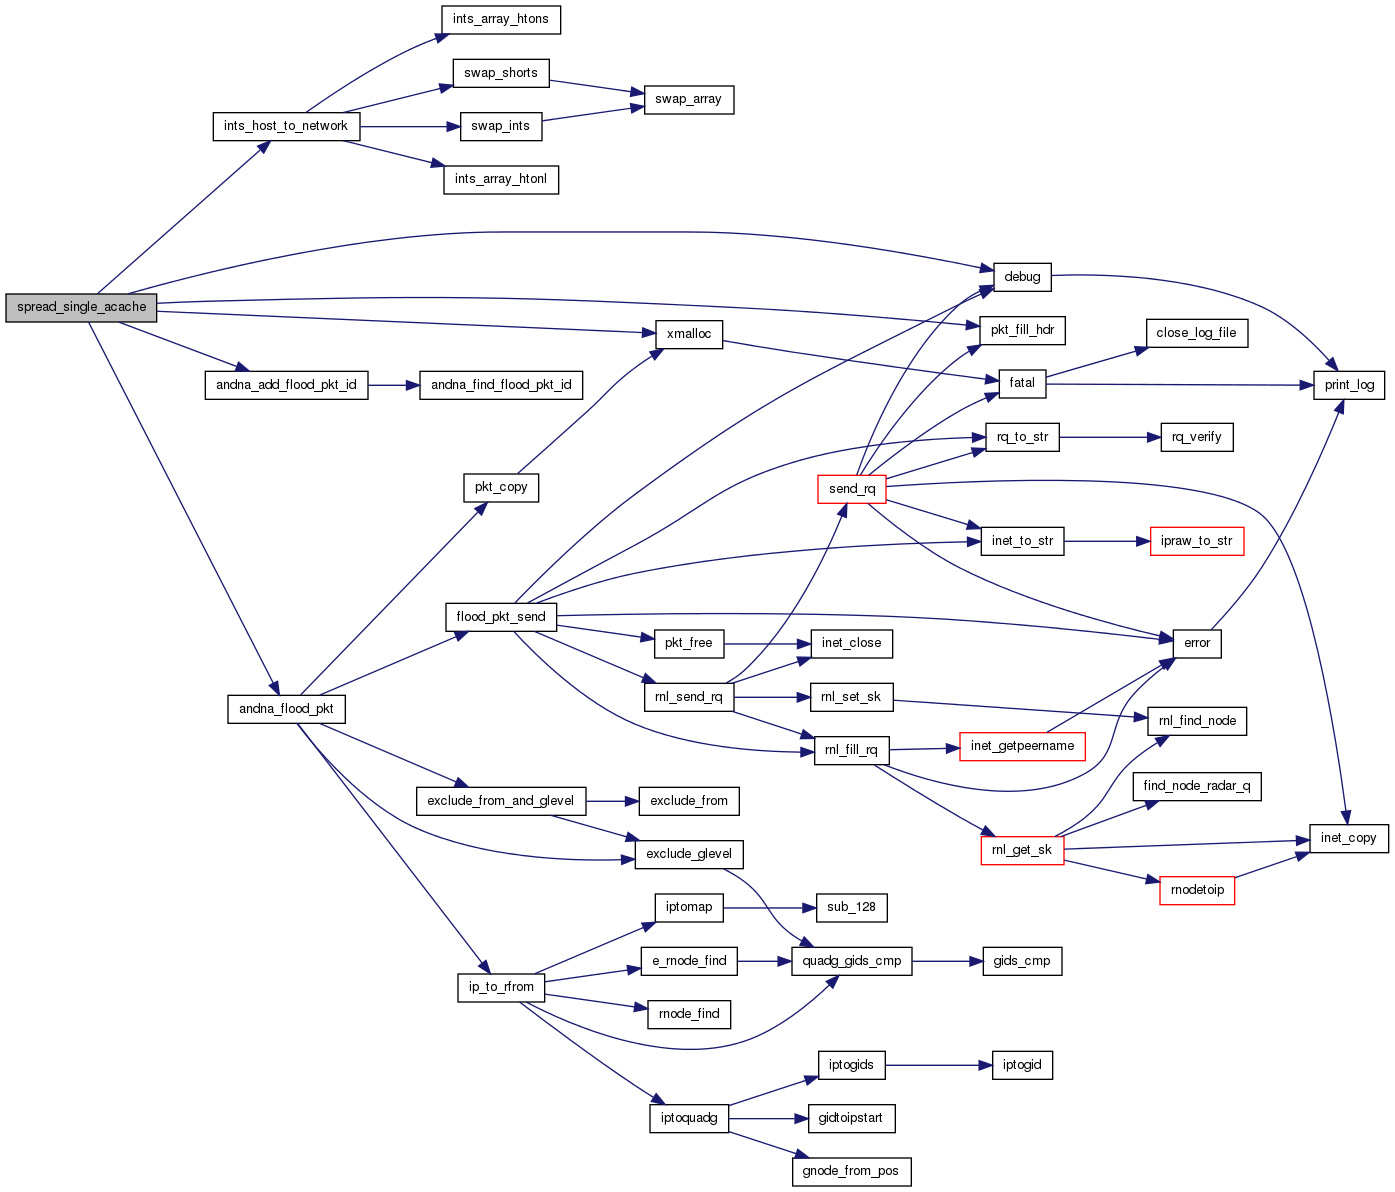 ints_array_htons
swap_shorts
swap_array
ints_host_to_network
swap_ints
ints_array_htonl
debug
spread_single_acache
pkt_fill_hdr
xmalloc
close_log_file
andna_add_flood_pkt_id
andna_find_flood_pkt_id
fatal
print_log
rq_to_str
rq_verify
pkt_copy
send_rq
inet_to_str
ipraw_to_str
flood_pkt_send
pkt_free
inet_close
error
rnl_send_rq
rnl_set_sk
andna_flood_pkt
rnl_find_node
rnl_fill_rq
inet_getpeername
find_node_radar_q
exclude_from_and_glevel
exclude_from
inet_copy
exclude_glevel
rnl_get_sk
rnodetoip
iptomap
sub_128
e_rnode_find
quadg_gids_cmp
gids_cmp
ip_to_rfrom
rnode_find
iptogids
iptogid
iptoquadg
gidtoipstart
gnode_from_pos